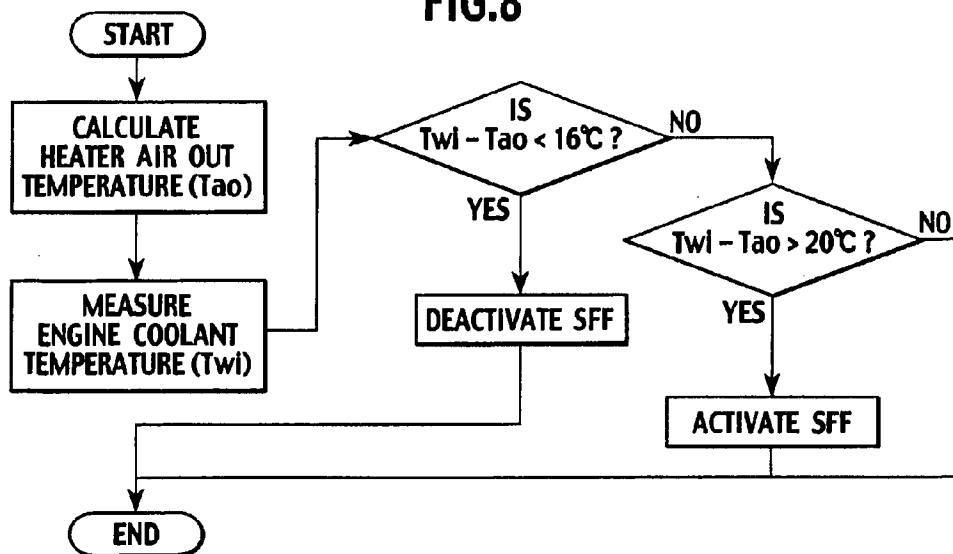 FIG.8
START
CALCULATE
HEATER AIR OUT
TEMPERATURE (Tao)
MEASURE
ENGINE COOLANT
TEMPERATURE (Twi)
IS
Twi – Tao < 16℃ ?
NO
YES
DEACTIVATE SFF
IS
Twi – Tao > 20℃ ?
NO
YES
ACTIVATE SFF
END